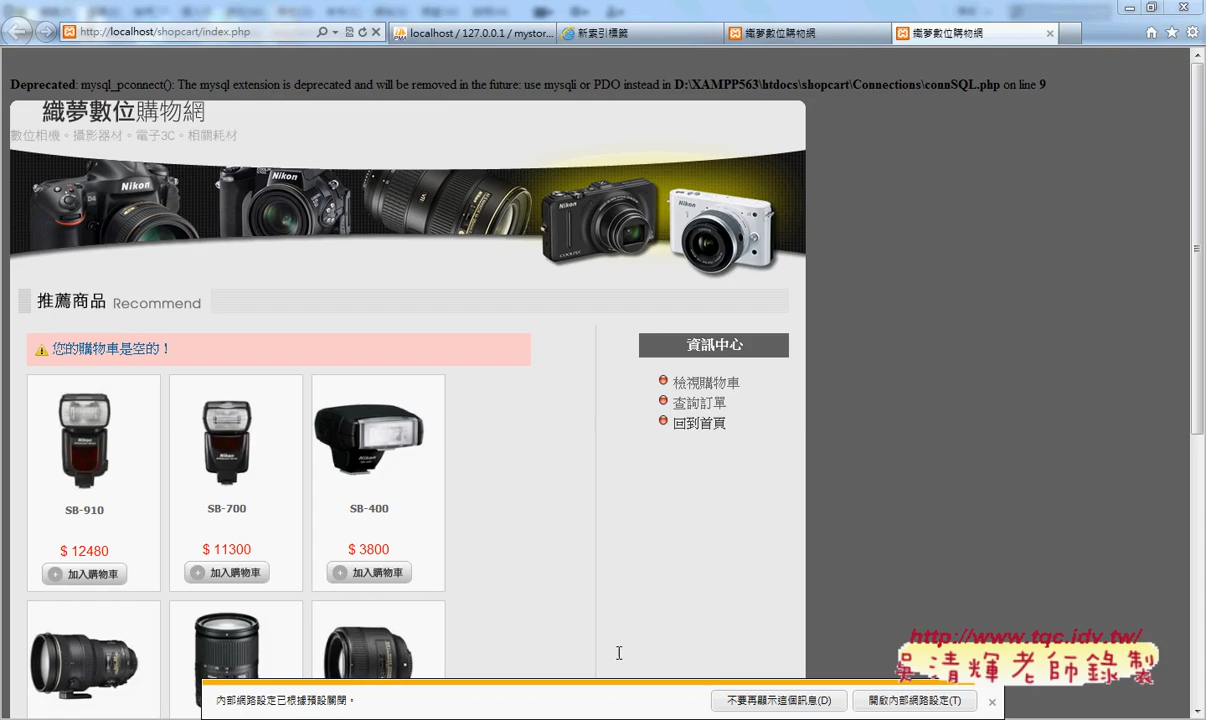 http://localhost/shopcart/index.php
localhost / 127.0.0.1 / mystor...
新索引標籤
織夢數位購物網
織夢數位購物網
Deprecated: mysql_pconnect(): The mysql extension is deprecated and will be removed in the future: use mysqli or PDO instead in D:\XAMPP563\htdocs\shopcart\Connections\connSQL.php on line 9
織夢數位購物網
數位相機。攝影器材。電子3C。相關耗材
Nikon
D4
Nikon
COOLPIX
VR
Nikon
COOLPIX
Nikon
推薦商品 Recommend
您的購物車是空的！
資訊中心
檢視購物車
查詢訂單
回到首頁
SB-910
SB-700
SB-400
$ 12480
$ 11300
$ 3800
加入購物車
加入購物車
加入購物車
http://www.tqc.idv.tw/
吳清輝老師錄製
內部網路設定已根據預設關閉。
不要再顯示這個訊息(D)
開啟內部網路設定(T)